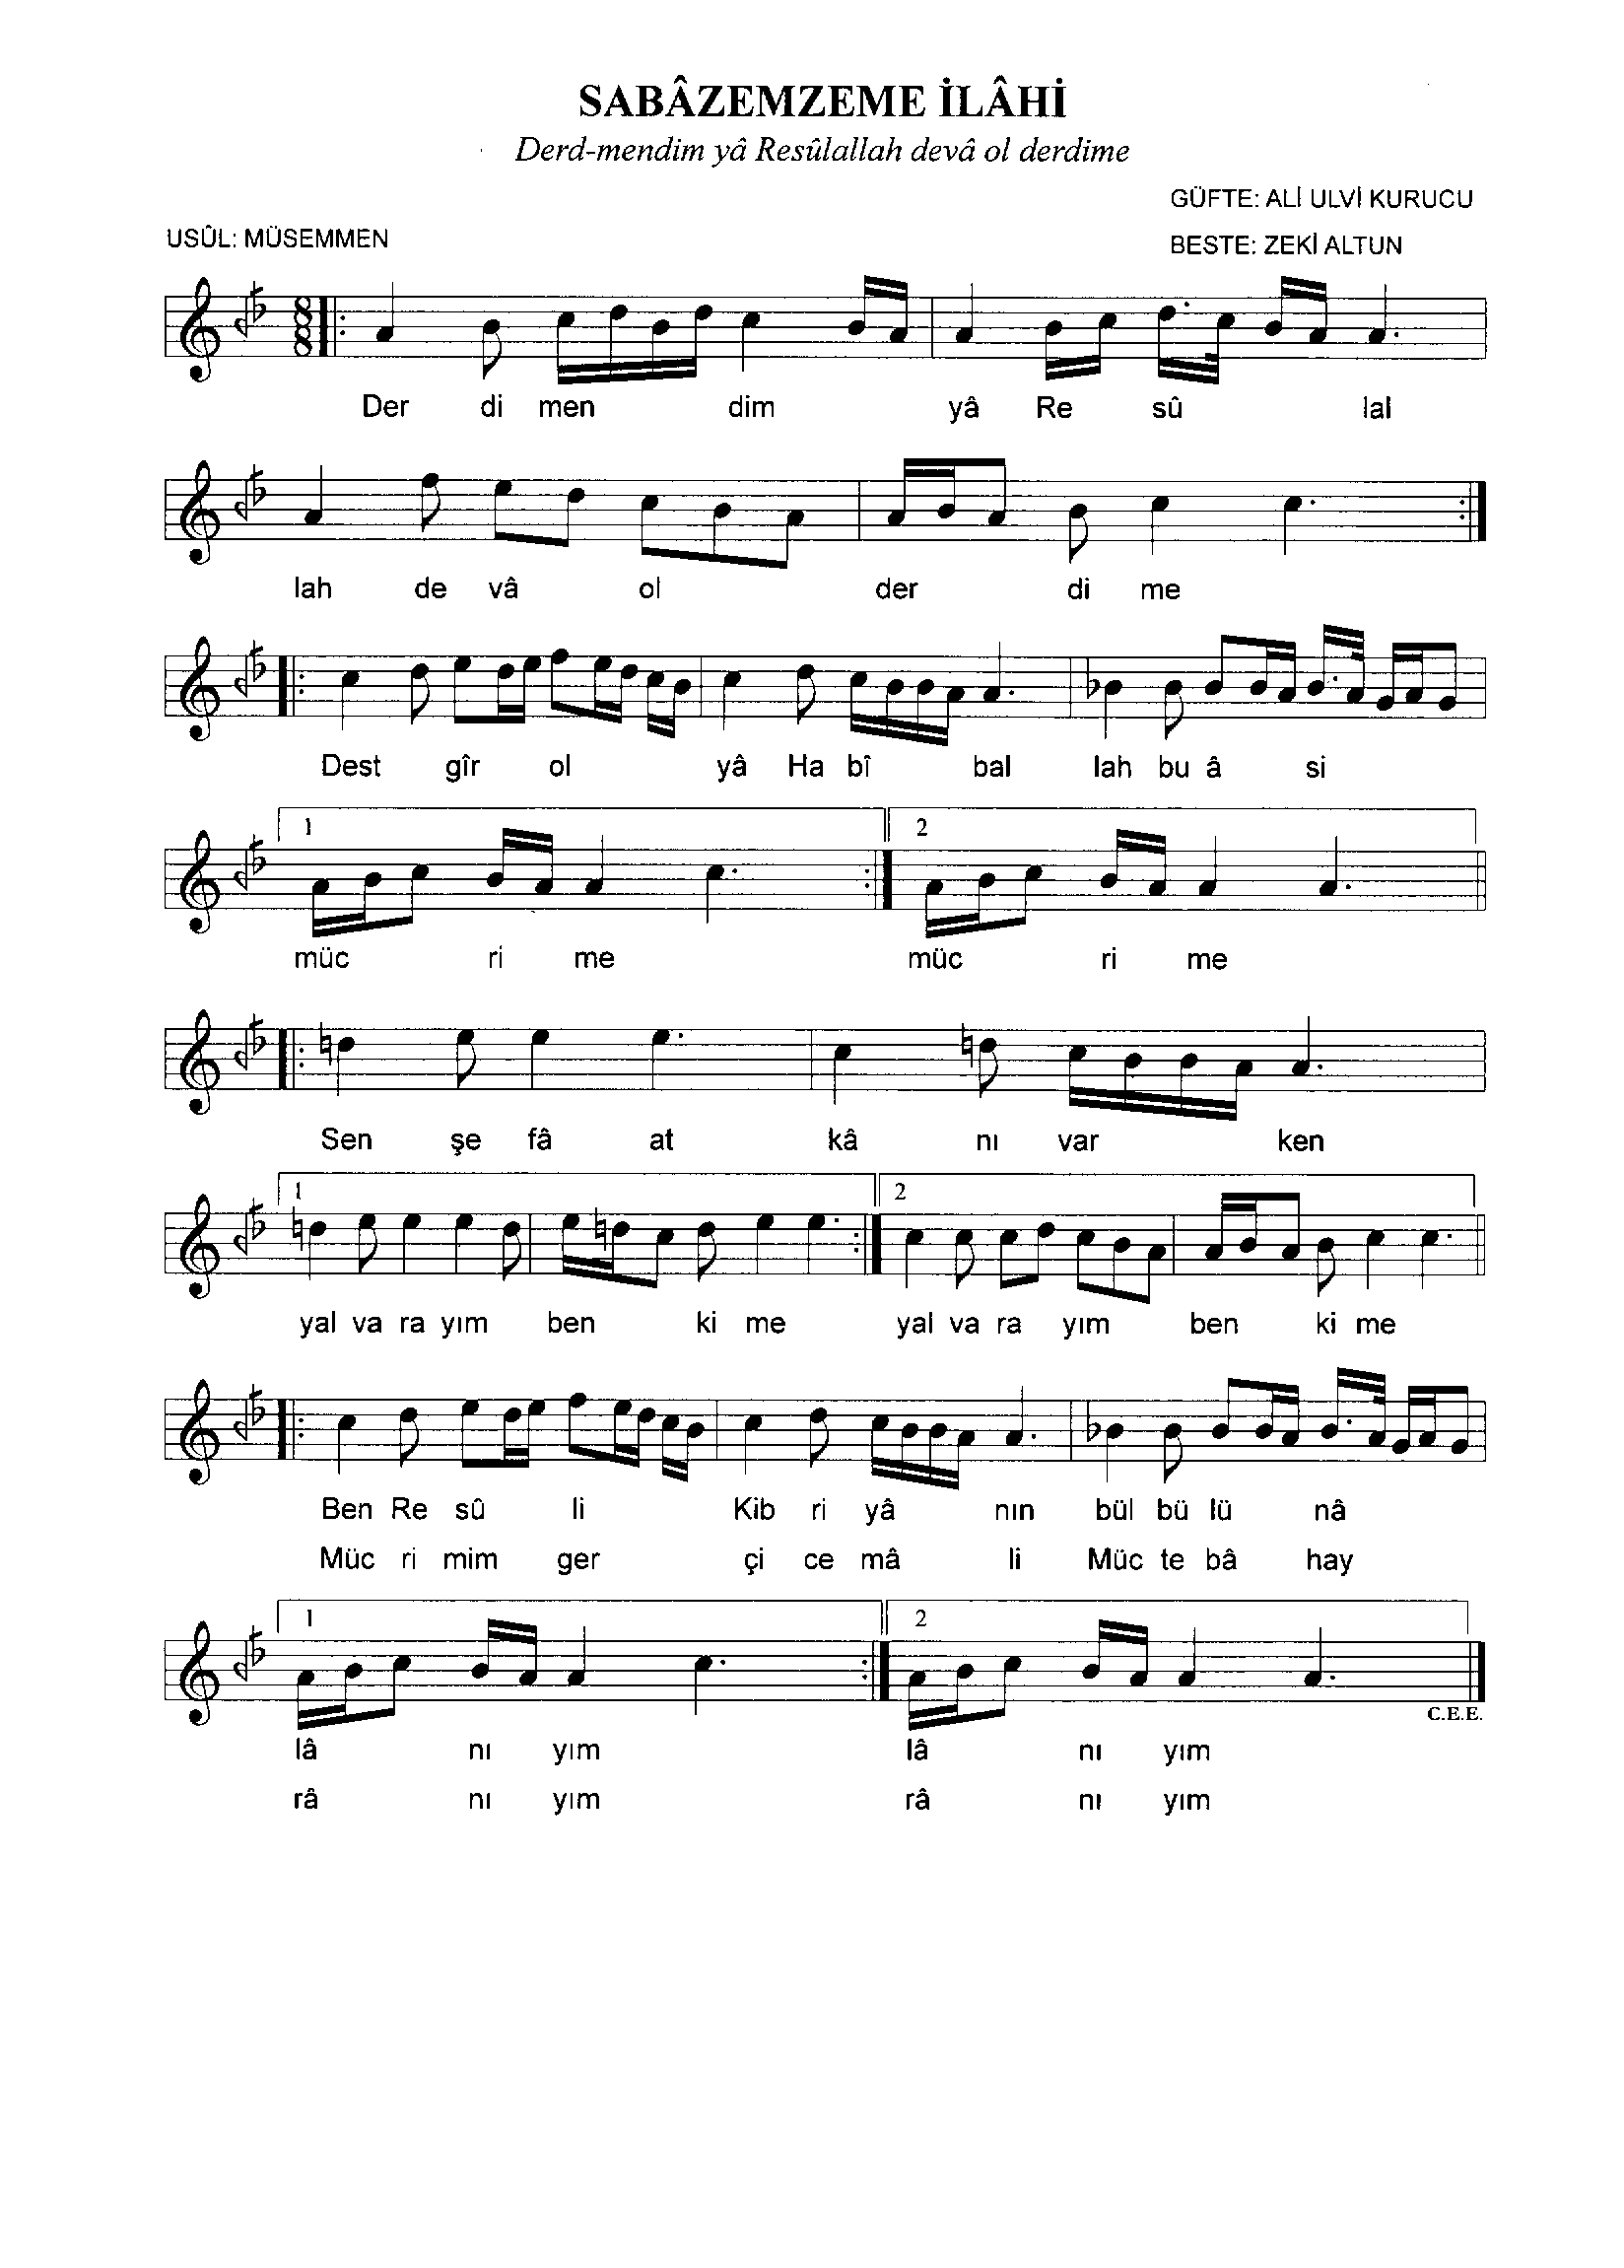 SABÂZEMZEME İLÂHİ
Derd-mendim yâ Resûlallah devâ ol derdime
GÜFTE: ALİ ULVİ KURUCU
USÛL: MÜSEMMEN
BESTE: ZEKİ ALTUN
8
8
8
Der di men dim yâ Re sû lal
lah de vâ ol der di me
Dest gîr ol yâ Ha bî bal lah bu â si
1 2
müc ri me müc ri me
Sen şe fâ at kâ nı var ken
1 2
yal va ra yım ben ki me yal va ra yım ben ki me
Ben Re sû li Kib ri yâ nın bül bü lü nâ
Müc ri mim ger çi ce mâ li Müc te bâ hay
1 2
C.E.E.
lâ nı yım lâ nı yım
râ nı yım râ nı yım